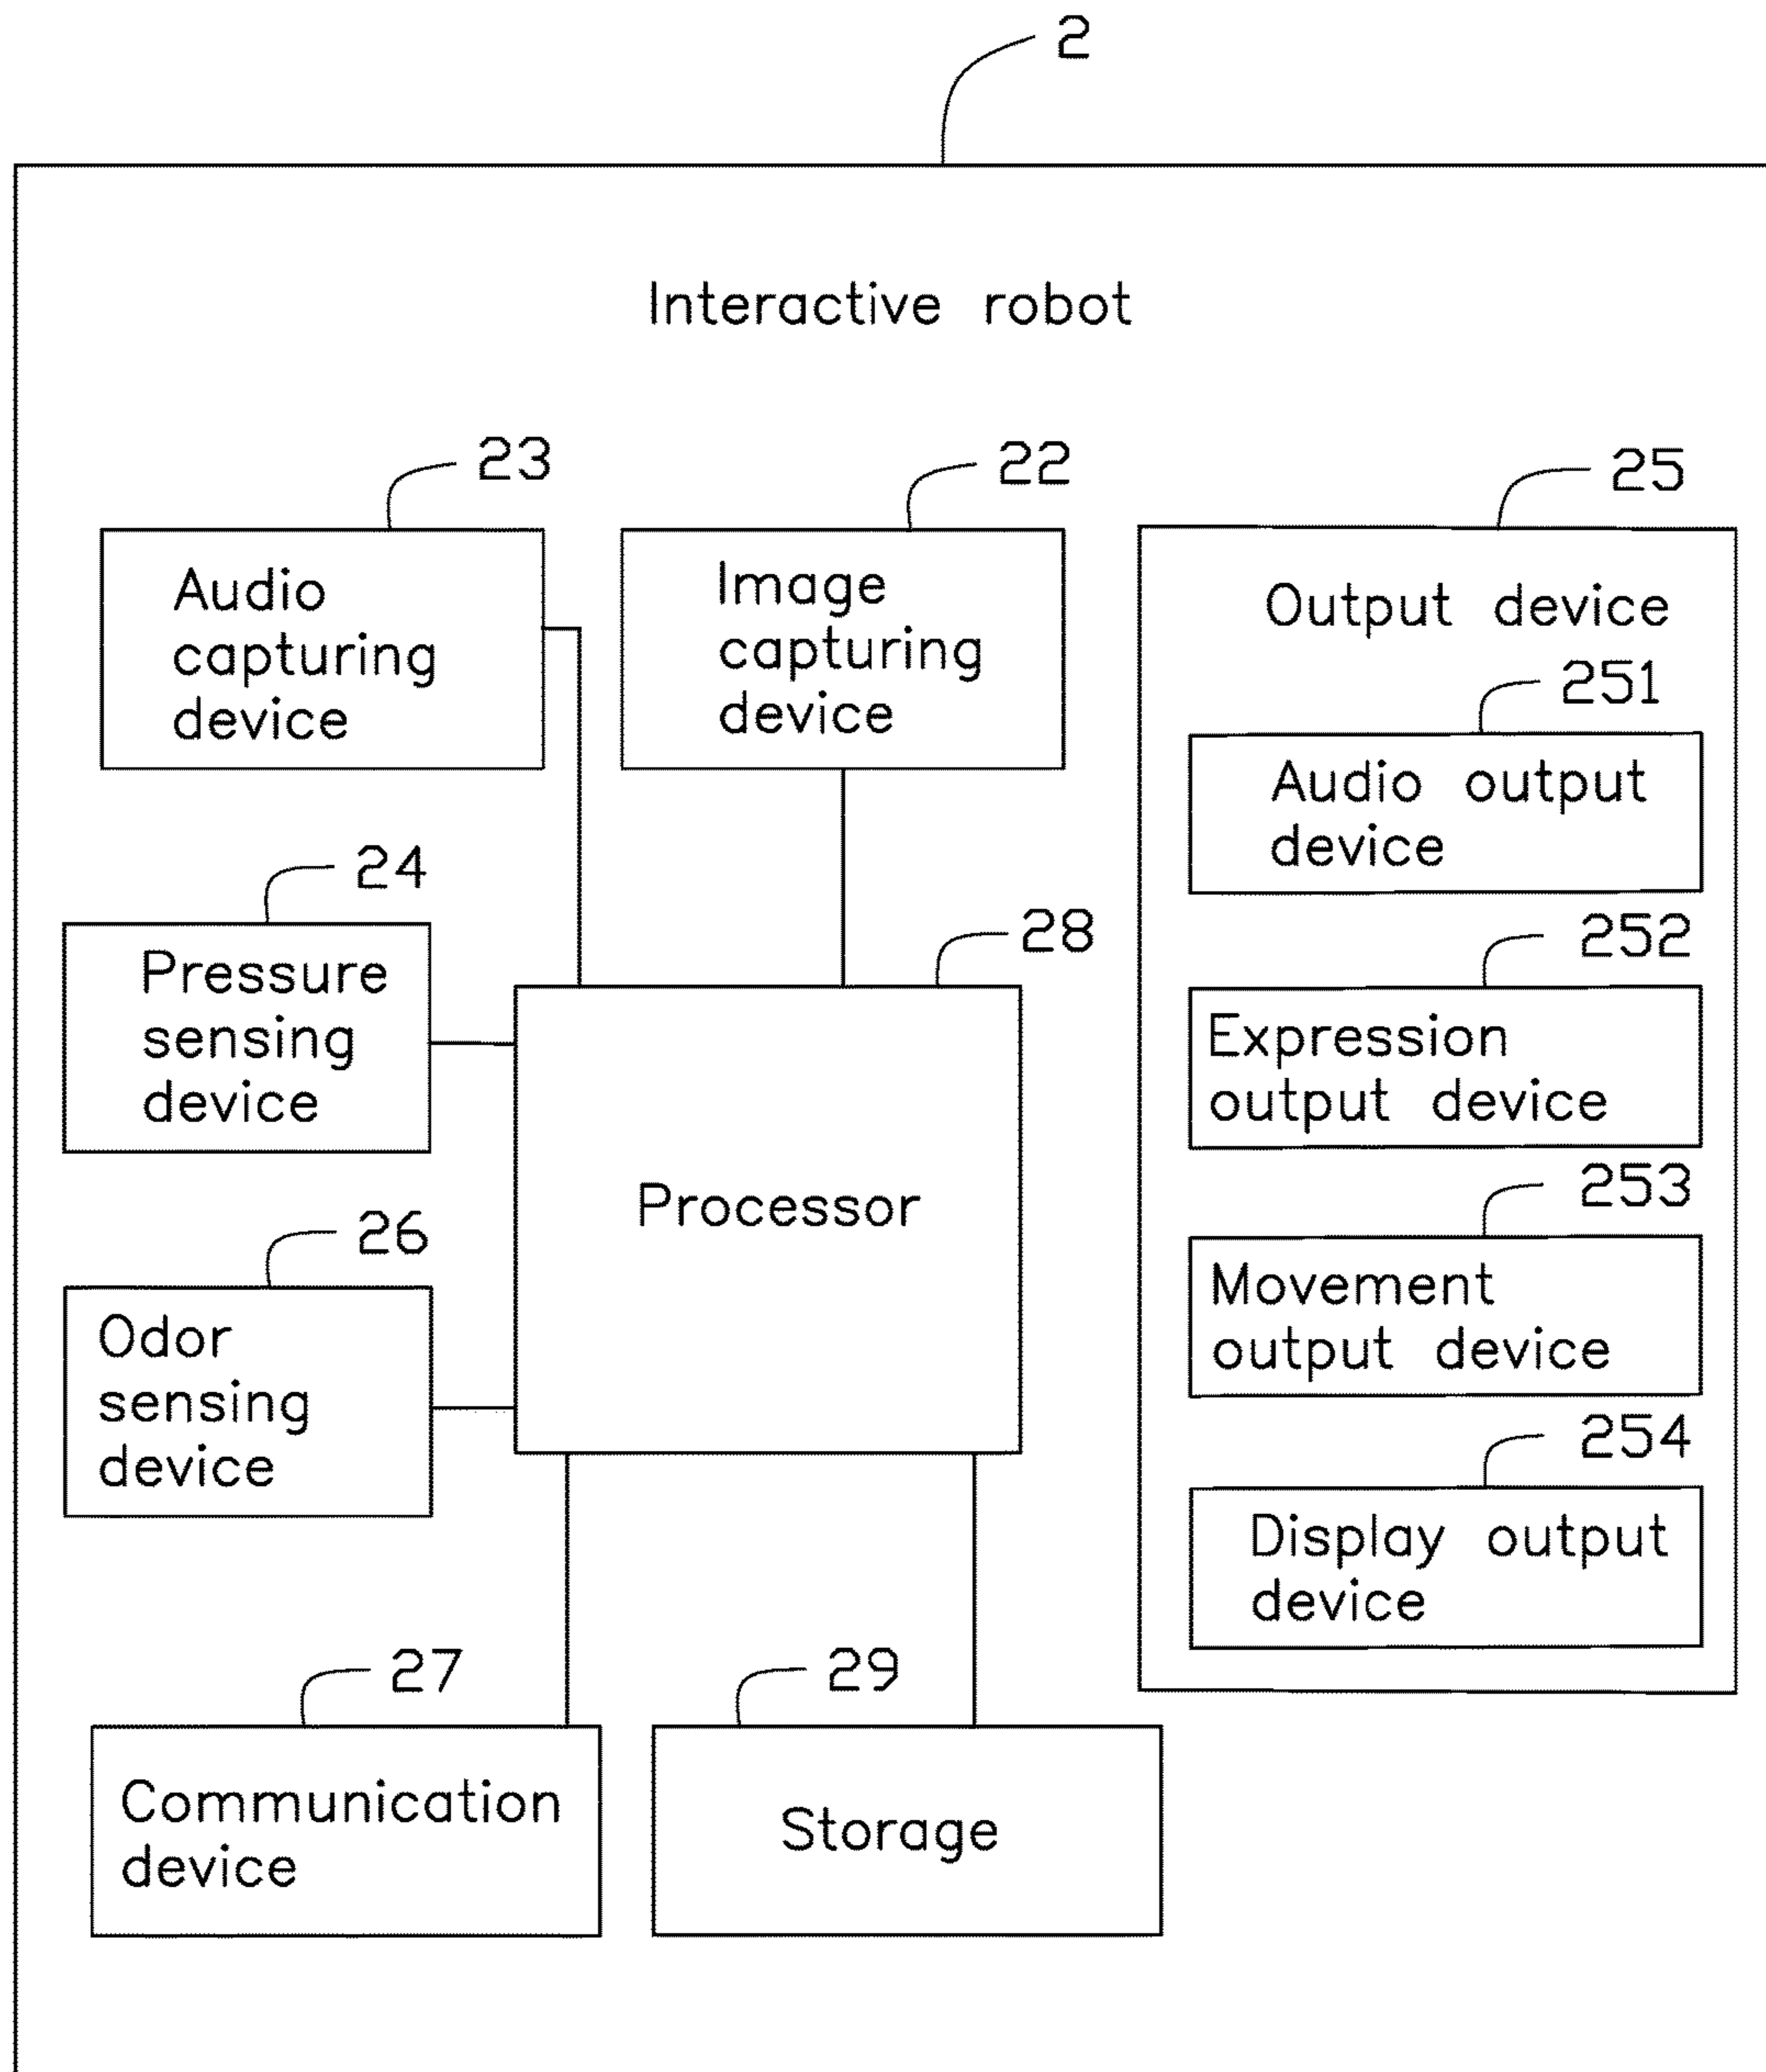 2
Interactive robot
23
Audio
capturing
device
22
Image
capturing
device
25
Output device
251
Audio output
device
252
Expression
output device
253
Movement
output device
254
Display output
device
24
Pressure
sensing
device
28
Processor
26
Odor
sensing
device
27
Communication
device
29
Storage